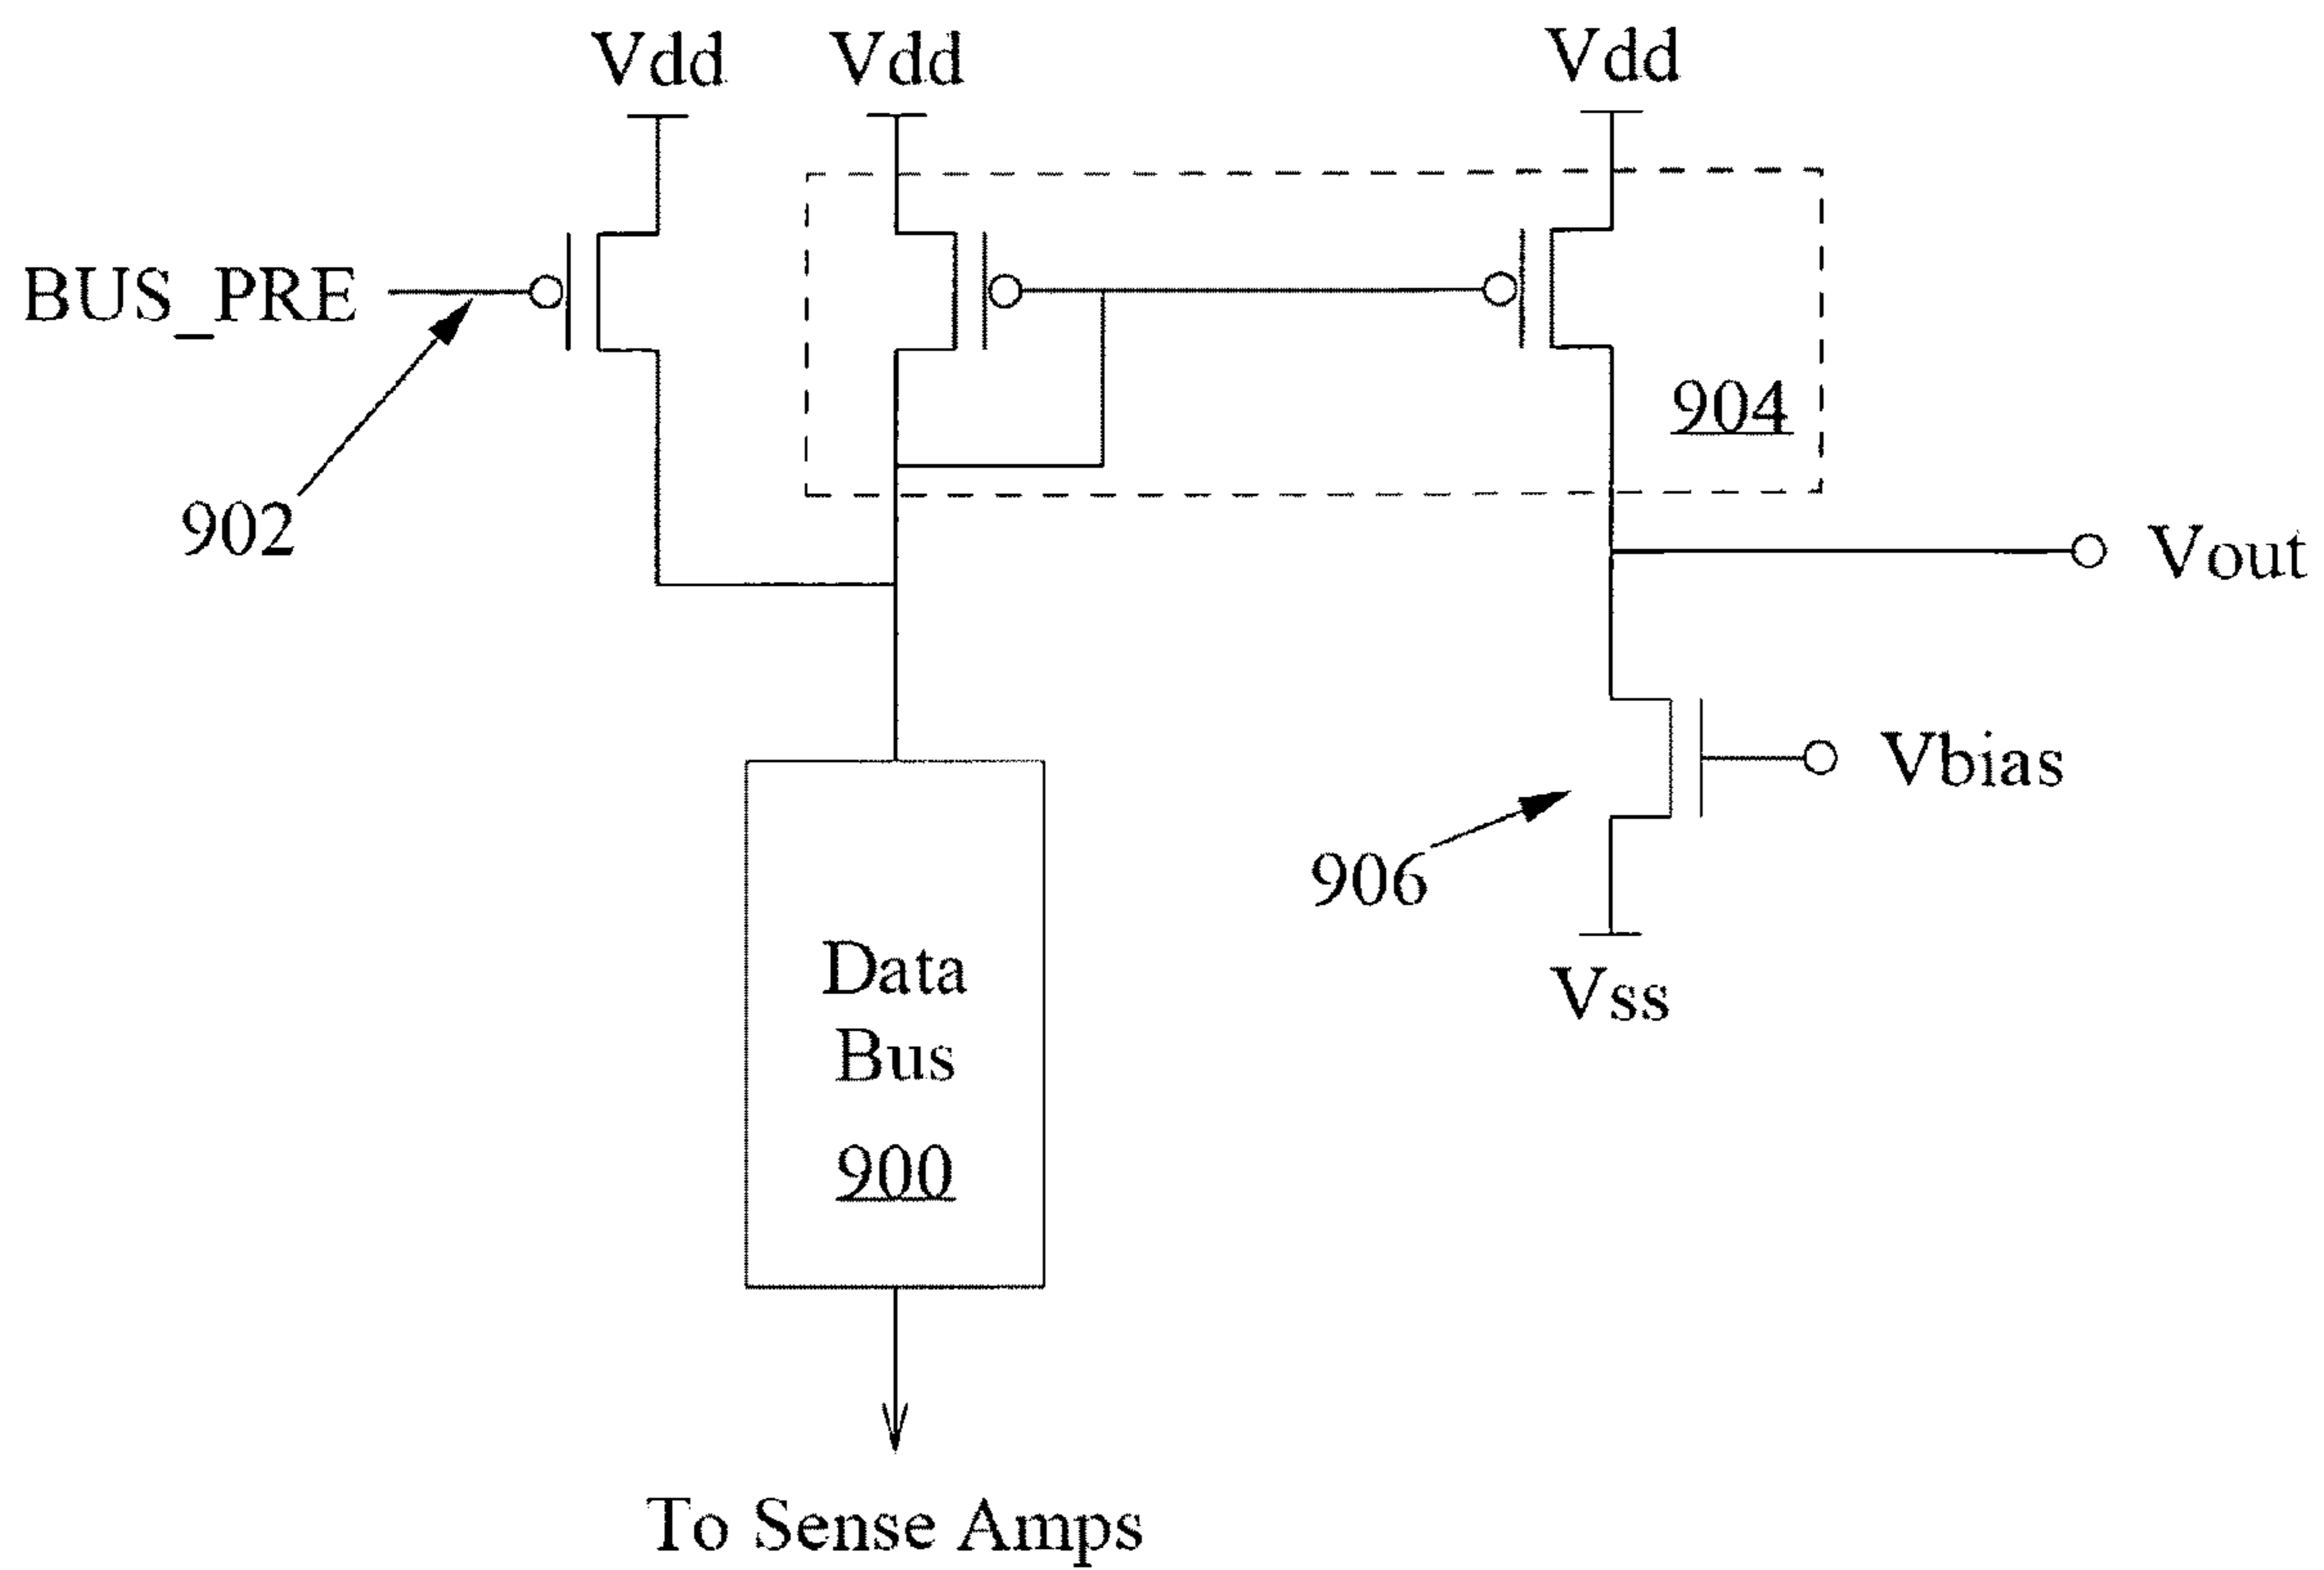 Vdd
Vdd
Vdd
BUS_PRE
904
902
Vout
Vbias
906
Data
Bus
900
Vss
To Sense Amps